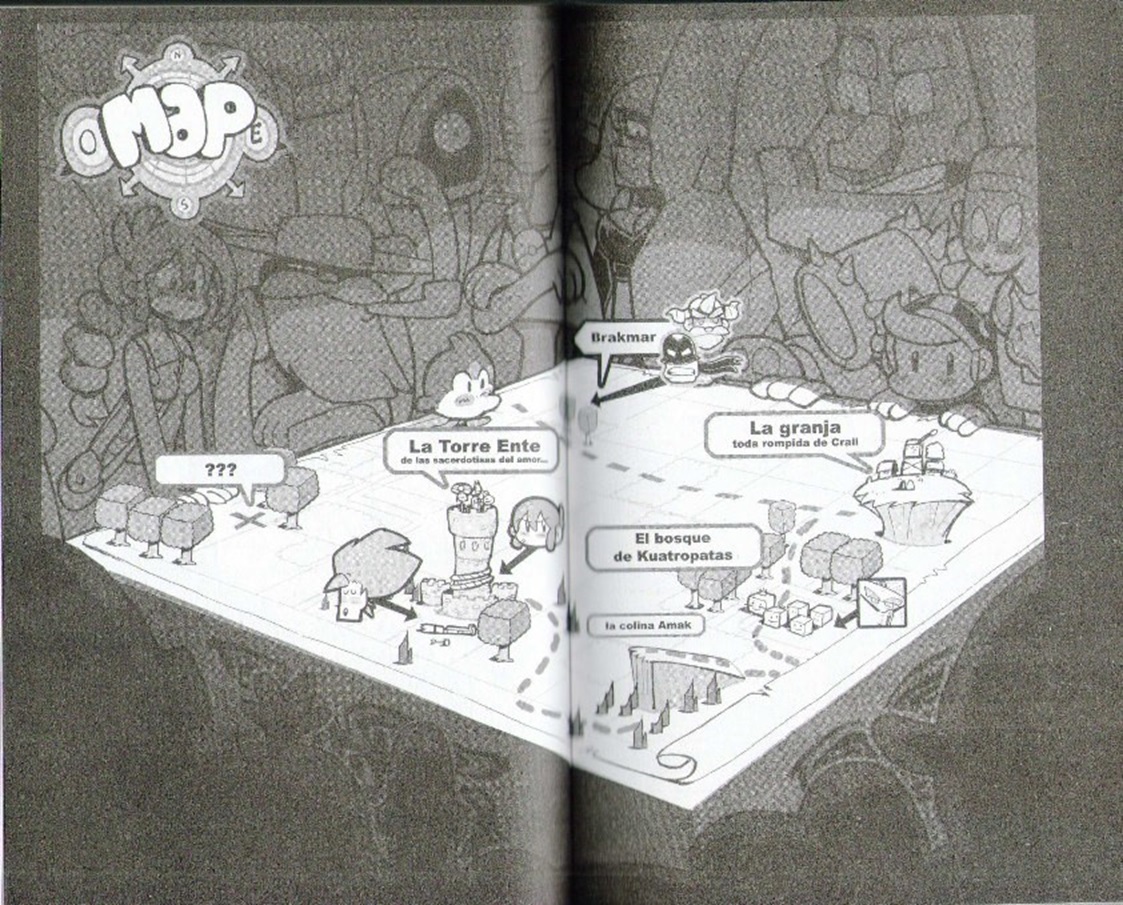 N
O
MaP
E
S
Brakmar
La granja
toda rompida de Crali
La Torre Ente
de las sacerdotisas del amor...
???
El bosque
de Kuatropatas
la colina Amak